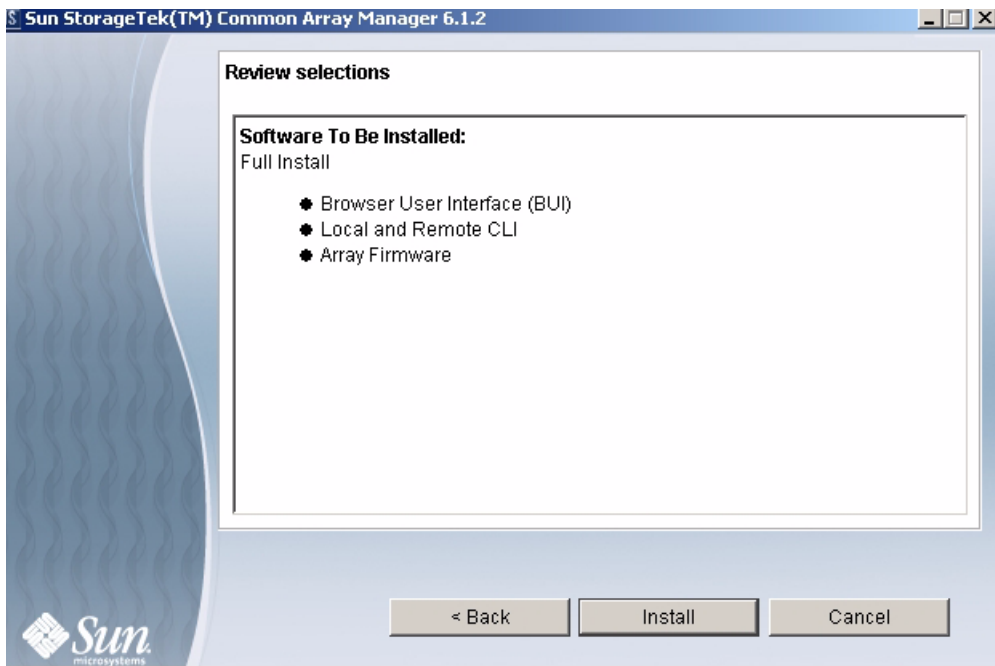 Sun StorageTek(TM) Common Array Manager 6.1.2
Review selections
Software To Be Installed:
Full Install
● Browser User Interface (BUI)
● Local and Remote CLI
● Array Firmware
< Back
Install
Cancel
Sun
microsystems